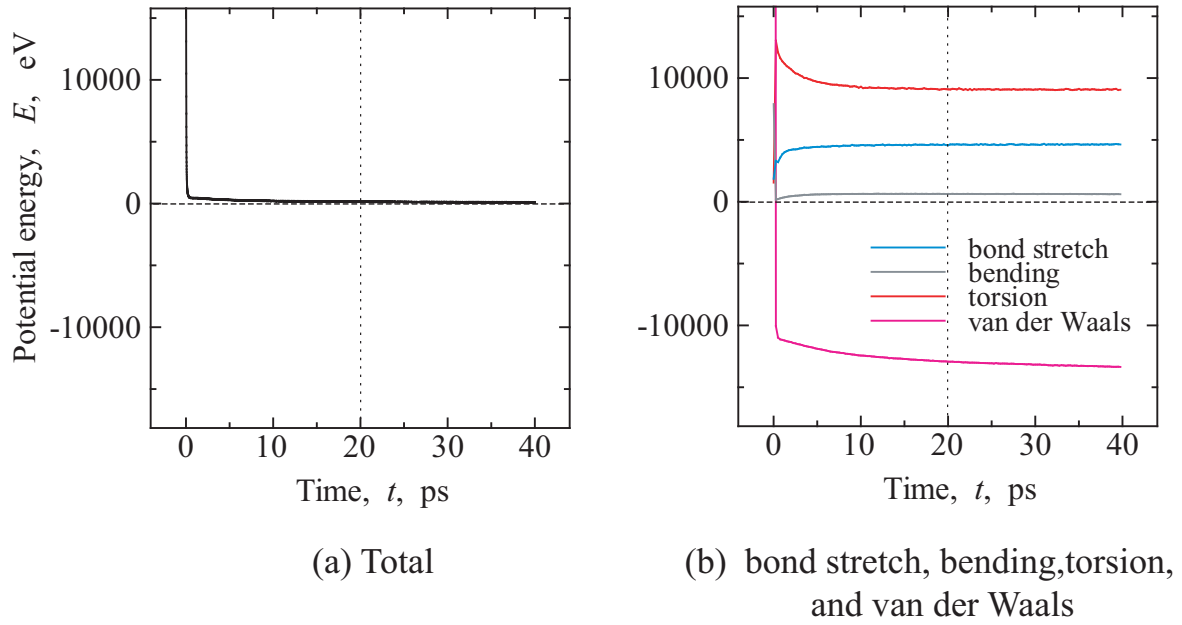 Potential energy, E, eV
10000
0
-10000
0 10 20 30 40
Time, t, ps
(a) Total
10000
0
-10000
bond stretch
bending
torsion
van der Waals
0 10 20 30 40
Time, t, ps
(b) bond stretch, bending,torsion,
and van der Waals